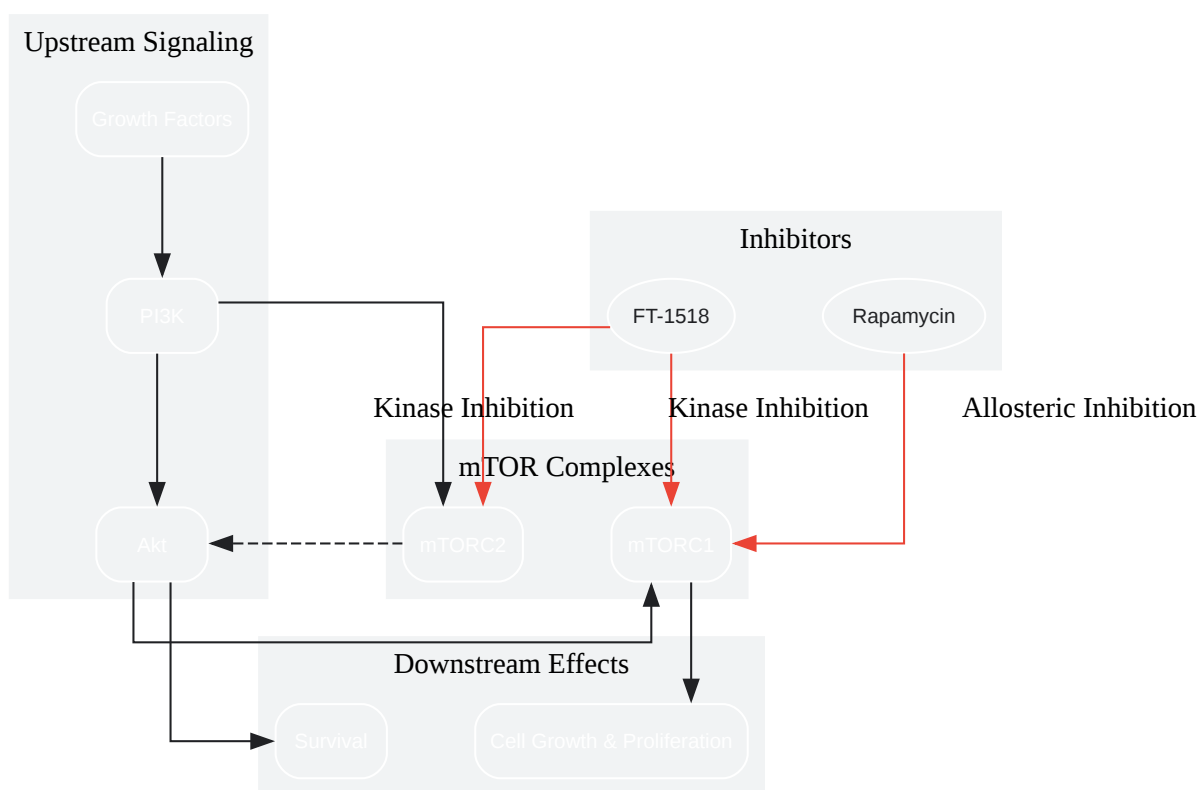 Upstream Signaling
Growth Factors
Inhibitors
PI3K
FT-1518
Rapamycin
Kinase Inhibition
Kinase Inhibition
Allosteric Inhibition
mTOR Complexes
Akt
mTORC2
mTORC1
Downstream Effects
Survival
Cell Growth & Proliferation